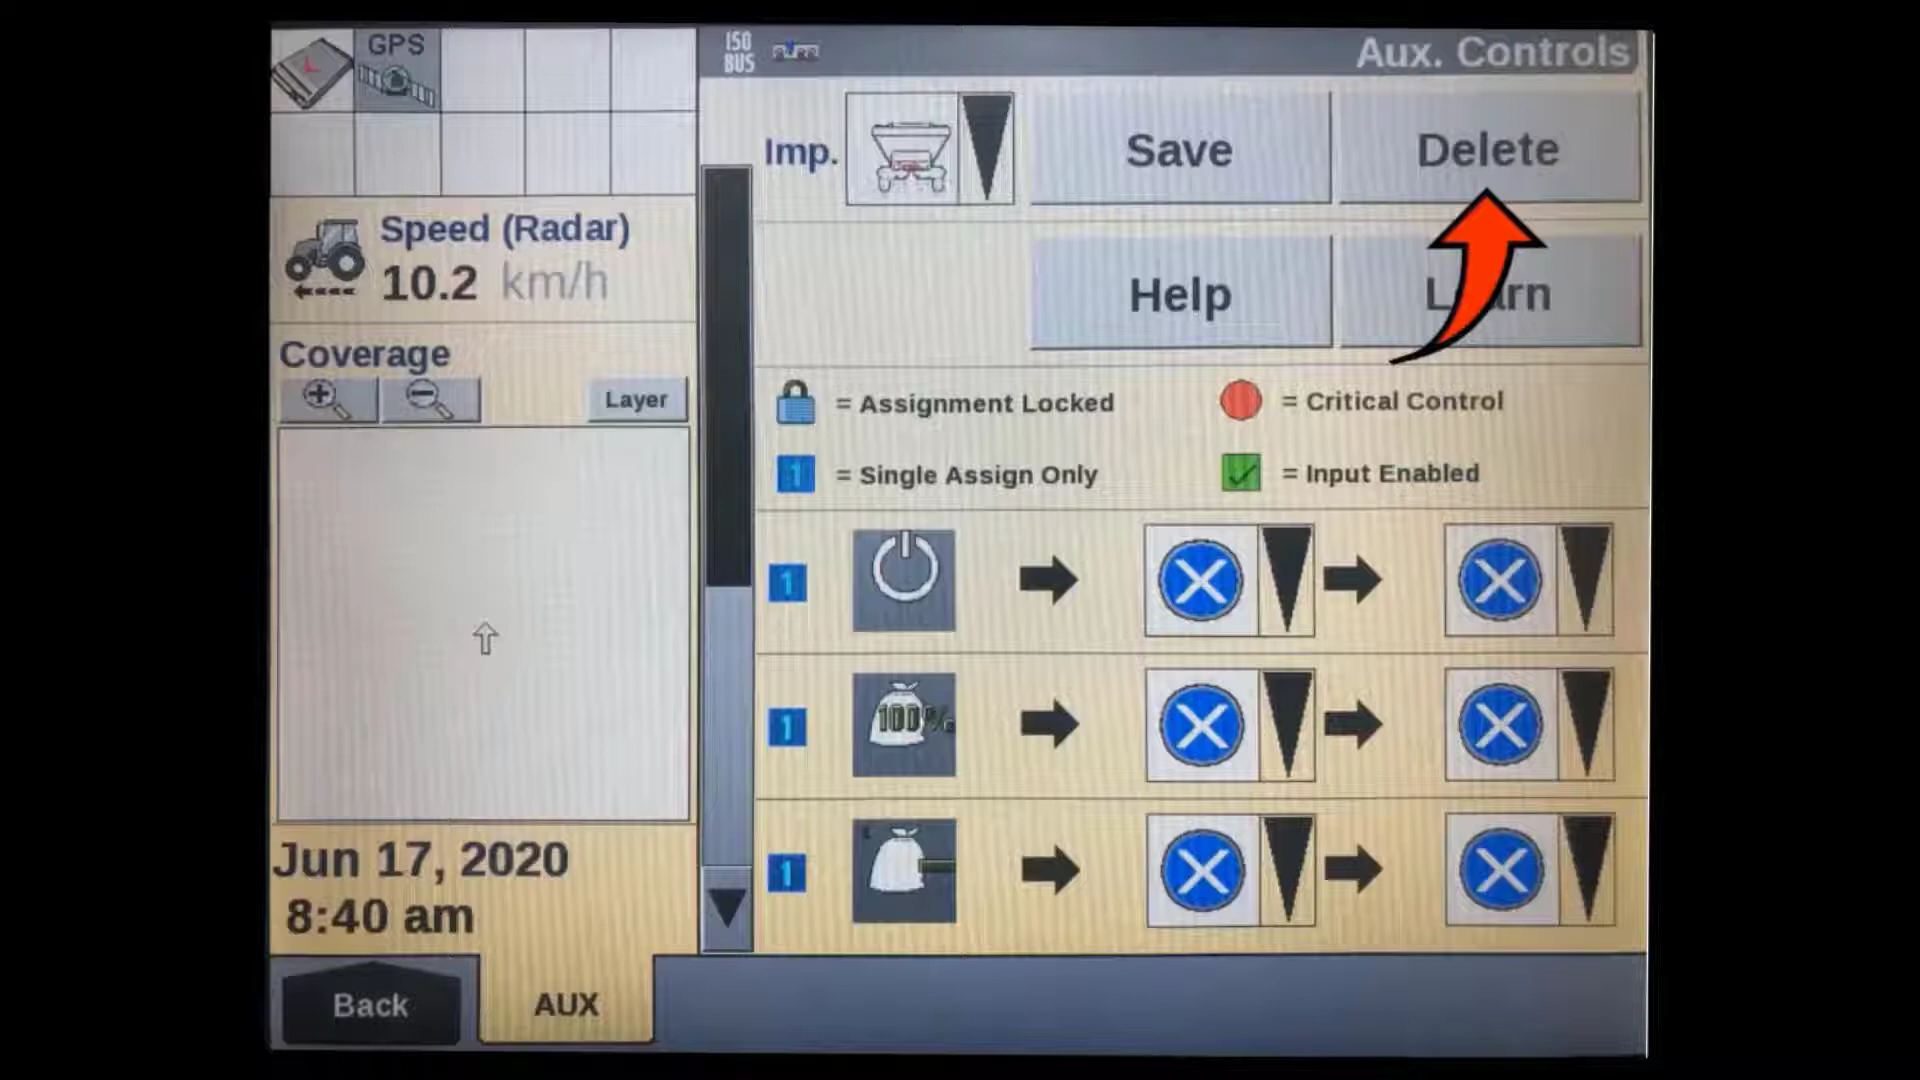 GPS
Speed (Radar)
10.2 km/h
Coverage
Layer
Jun 17, 2020
8:40 am
Back
AUX
ISO
BUS
Aux. Controls
Imp.
Save
Delete
Help
= Assignment Locked
= Critical Control
1 = Single Assign Only
= Input Enabled
1
1
100%
1